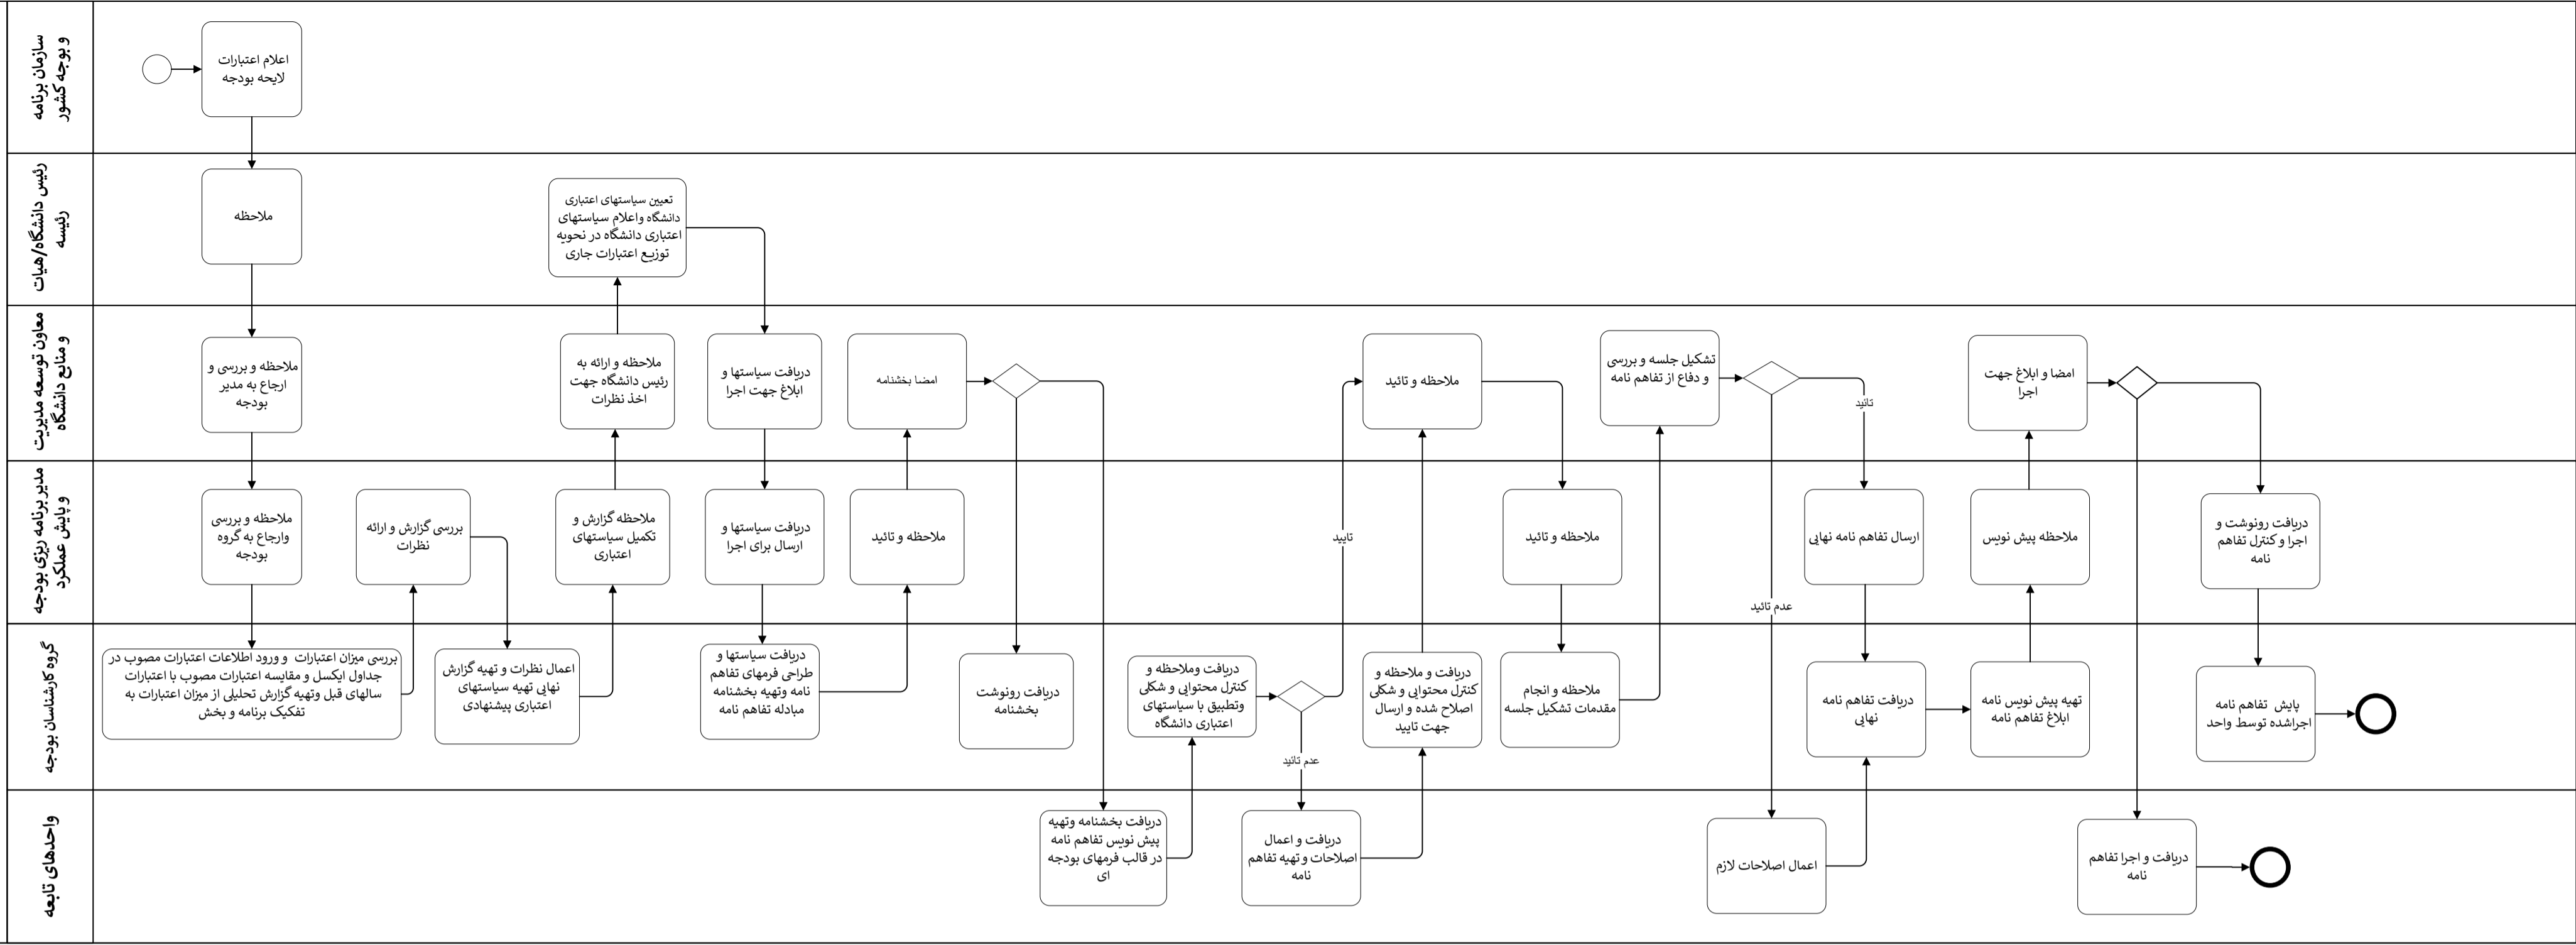 سازمان برنامه
و بودجه کشور
اعلام اعتبارات
لایحه بودجه
رئیس دانشگاه/هیات
رئیسه
ملاحظه
تعیین سیاستهای اعتباری
دانشگاه واعلام سیاستهای
اعتباری دانشگاه در نحویه
توزیع اعتبارات جاری
معاون توسعه مدیریت
و منابع دانشگاه
ملاحظه و بررسی و
ارجاع به مدیر
بودجه
ملاحظه و ارائه به
رئیس دانشگاه جهت
اخذ نظرات
دریافت سیاستها و
ابلاغ جهت اجرا
امضا بخشنامه
ملاحظه و تائید
تشکیل جلسه و بررسی
و دفاع از تفاهم نامه
تائید
امضا و ابلاغ جهت
اجرا
مدیر برنامه ریزی بودجه
و پایش عملکرد
ملاحظه و بررسی
وارجاع به گروه
بودجه
بررسی گزارش و ارائه
نظرات
ملاحظه گزارش و
تکمیل سیاستهای
اعتباری
دریافت سیاستها و
ارسال برای اجرا
ملاحظه و تائید
تایید
ملاحظه و تائید
عدم تائید
ارسال تفاهم نامه نهایی
ملاحظه پیش نویس
دریافت رونوشت و
اجرا و کنترل تفاهم
نامه
گروه کارشناسان بودجه
بررسی میزان اعتبارات و ورود اطلاعات اعتبارات مصوب در
جداول ایکسل و مقایسه اعتبارات مصوب با اعتبارات
سالهای قبل وتهیه گزارش تحلیلی از میزان اعتبارات به
تفکیک برنامه و بخش
اعمال نظرات و تهیه گزارش
نهایی تهیه سیاستهای
اعتباری پیشنهادی
دریافت سیاستها و
طراحی فرمهای تفاهم
نامه وتهیه بخشنامه
مبادله تفاهم نامه
دریافت رونوشت
بخشنامه
دریافت وملاحظه و
کنترل محتوایی و شکلی
وتطبیق با سیاستهای
اعتباری دانشگاه
عدم تائید
دریافت و ملاحظه و
کنترل محتوایی و شکلی
اصلاح شده و ارسال
جهت تایید
ملاحظه و انجام
مقدمات تشکیل جلسه
دریافت تفاهم نامه
نهایی
تهیه پیش نویس نامه
ابلاغ تفاهم نامه
پایش تفاهم نامه
اجراشده توسط واحد
واحدهای تابعه
دریافت بخشنامه وتهیه
پیش نویس تفاهم نامه
در قالب فرمهای بودجه
ای
دریافت و اعمال
اصلاحات و تهیه تفاهم
نامه
اعمال اصلاحات لازم
دریافت و اجرا تفاهم
نامه